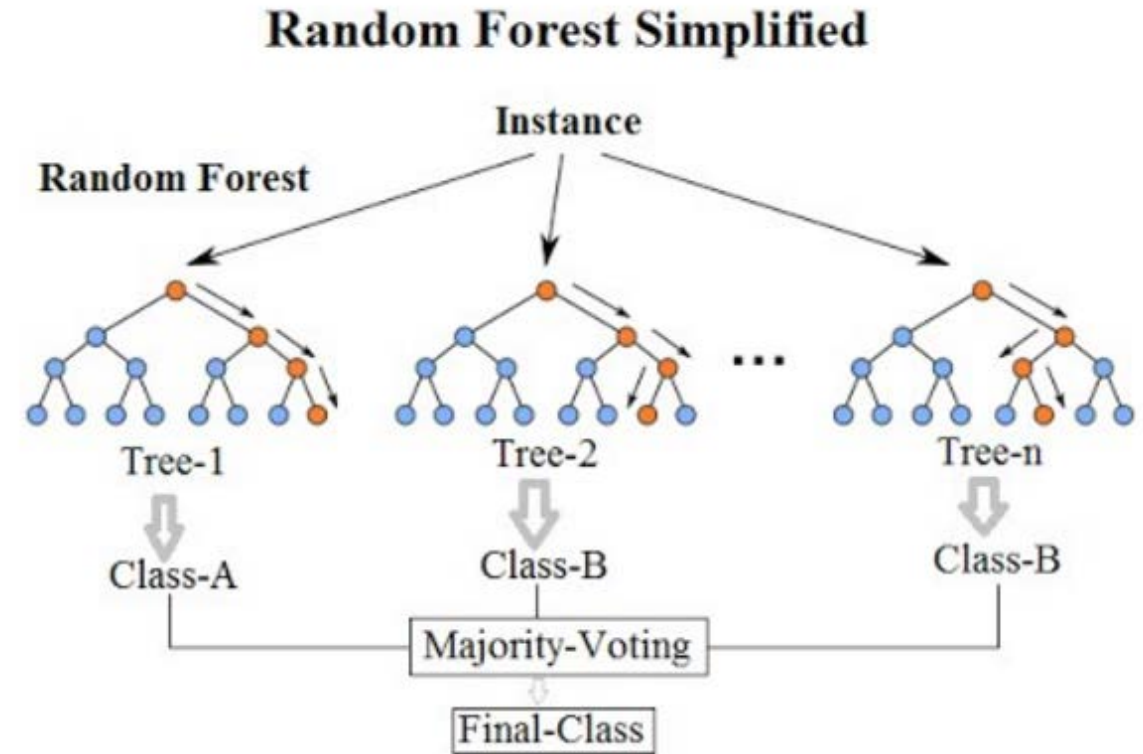 Random Forest Simplified
Instance
Random Forest
...
Tree-1
Tree-2
Tree-n
Class-A
Class-B
Class-B
Majority-Voting
Final-Class